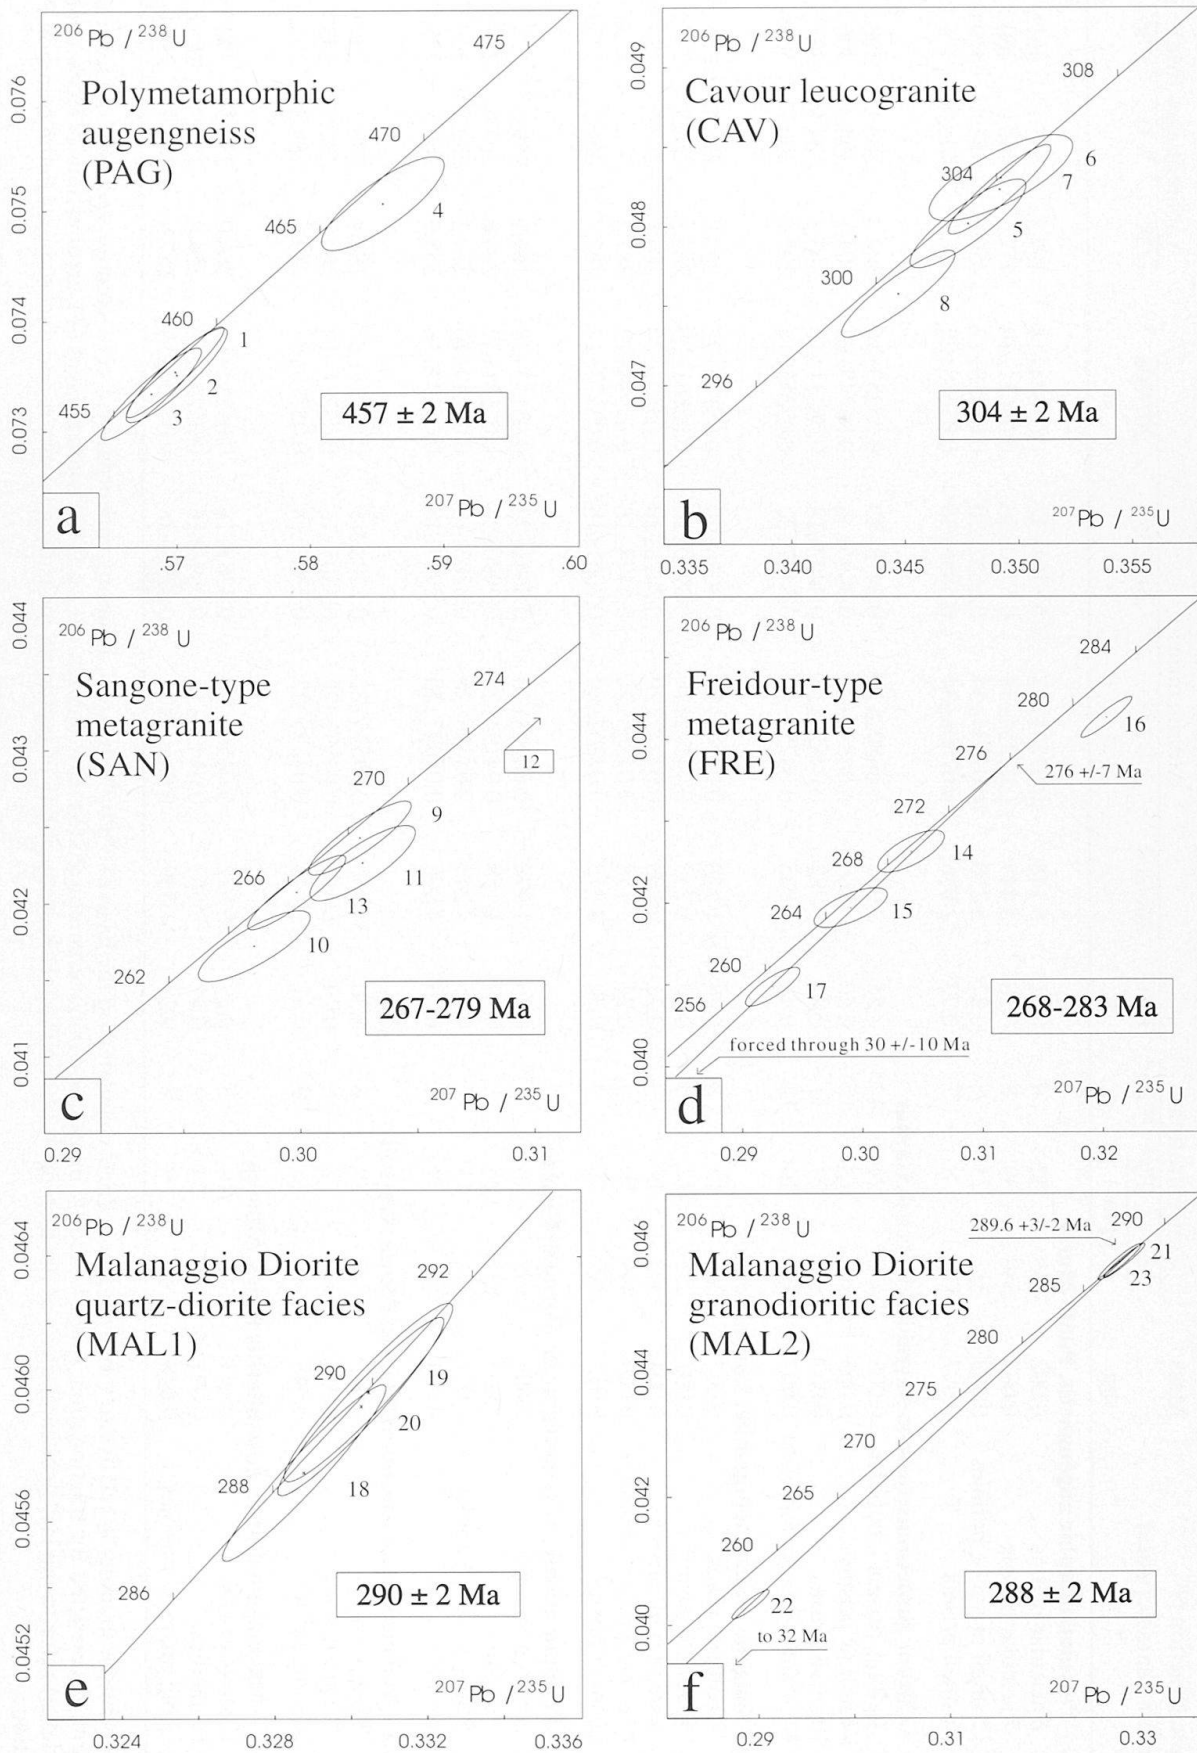 206Pb / 238U
475
Polymetamorphic
augengneiss
(PAG)
470
4
465
460
1
2
455
3
457 ± 2 Ma
207Pb / 235U
a
0.076
0.075
0.074
0.073
.57
.58
.59
.60
206Pb / 238U
308
Cavour leucogranite
(CAV)
6
304
7
5
300
8
296
304 ± 2 Ma
207Pb / 235U
b
0.049
0.048
0.047
0.335
0.340
0.345
0.350
0.355
206Pb / 238U
Sangone-type
metagranite
(SAN)
274
12
270
9
266
11
13
10
262
267-279 Ma
207Pb / 235U
c
0.044
0.043
0.042
0.041
0.29
0.30
0.31
206Pb / 238U
284
Freidour-type
metagranite
(FRE)
280
16
276
276 +/-7 Ma
272
268
14
264
15
260
17
256
268-283 Ma
forced through 30 +/-10 Ma
207Pb / 235U
d
0.044
0.042
0.040
0.29
0.30
0.31
0.32
206Pb / 238U
Malanaggio Diorite
quartz-diorite facies
(MAL1)
292
290
19
20
288
18
286
290 ± 2 Ma
207Pb / 235U
e
0.0464
0.0460
0.0456
0.0452
0.324
0.328
0.332
0.336
206Pb / 238U
289.6 +3/-2 Ma
290
21
23
Malanaggio Diorite
granodioritic facies
(MAL2)
285
280
275
270
265
260
22
288 ± 2 Ma
to 32 Ma
207Pb / 235U
f
0.046
0.044
0.042
0.040
0.29
0.31
0.33